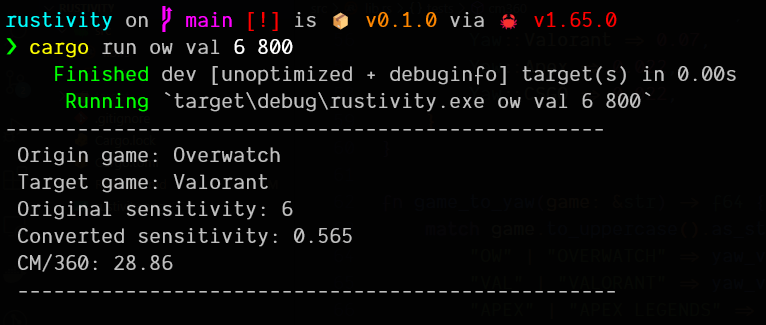 rustivity on main [!] is 📦 v0.1.0 via 🦀 v1.65.0
❯ cargo run ow val 6 800
    Finished dev [unoptimized + debuginfo] target(s) in 0.00s
     Running `target\debug\rustivity.exe ow val 6 800`
--------------------------------------------------
 Origin game: Overwatch
 Target game: Valorant
 Original sensitivity: 6
 Converted sensitivity: 0.565
 CM/360: 28.86
 --------------------------------------------------